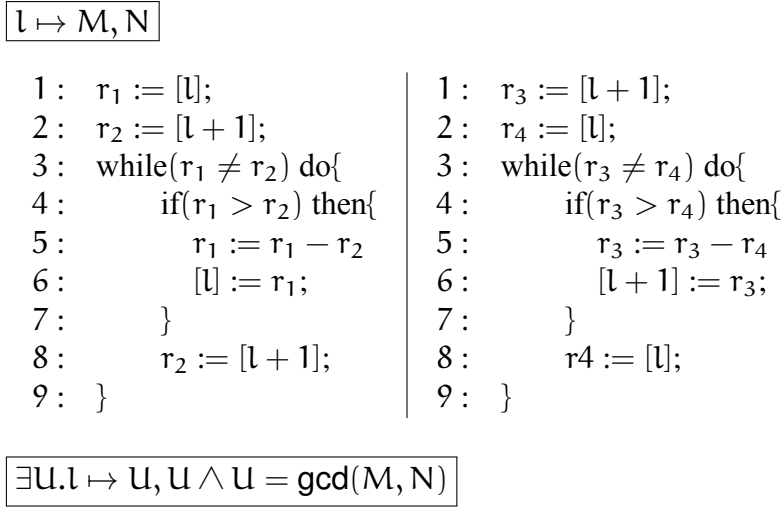 l ↦ M, N
1 : r₁ := [l];
2 : r₂ := [l + 1];
3 : while(r₁ ≠ r₂) do{
4 : if(r₁ > r₂) then{
5 : r₁ := r₁ − r₂
6 : [l] := r₁;
7 : }
8 : r₂ := [l + 1];
9 : }
1 : r₃ := [l + 1];
2 : r₄ := [l];
3 : while(r₃ ≠ r₄) do{
4 : if(r₃ > r₄) then{
5 : r₃ := r₃ − r₄
6 : [l + 1] := r₃;
7 : }
8 : r4 := [l];
9 : }
∃U.l ↦ U, U ∧ U = gcd(M, N)